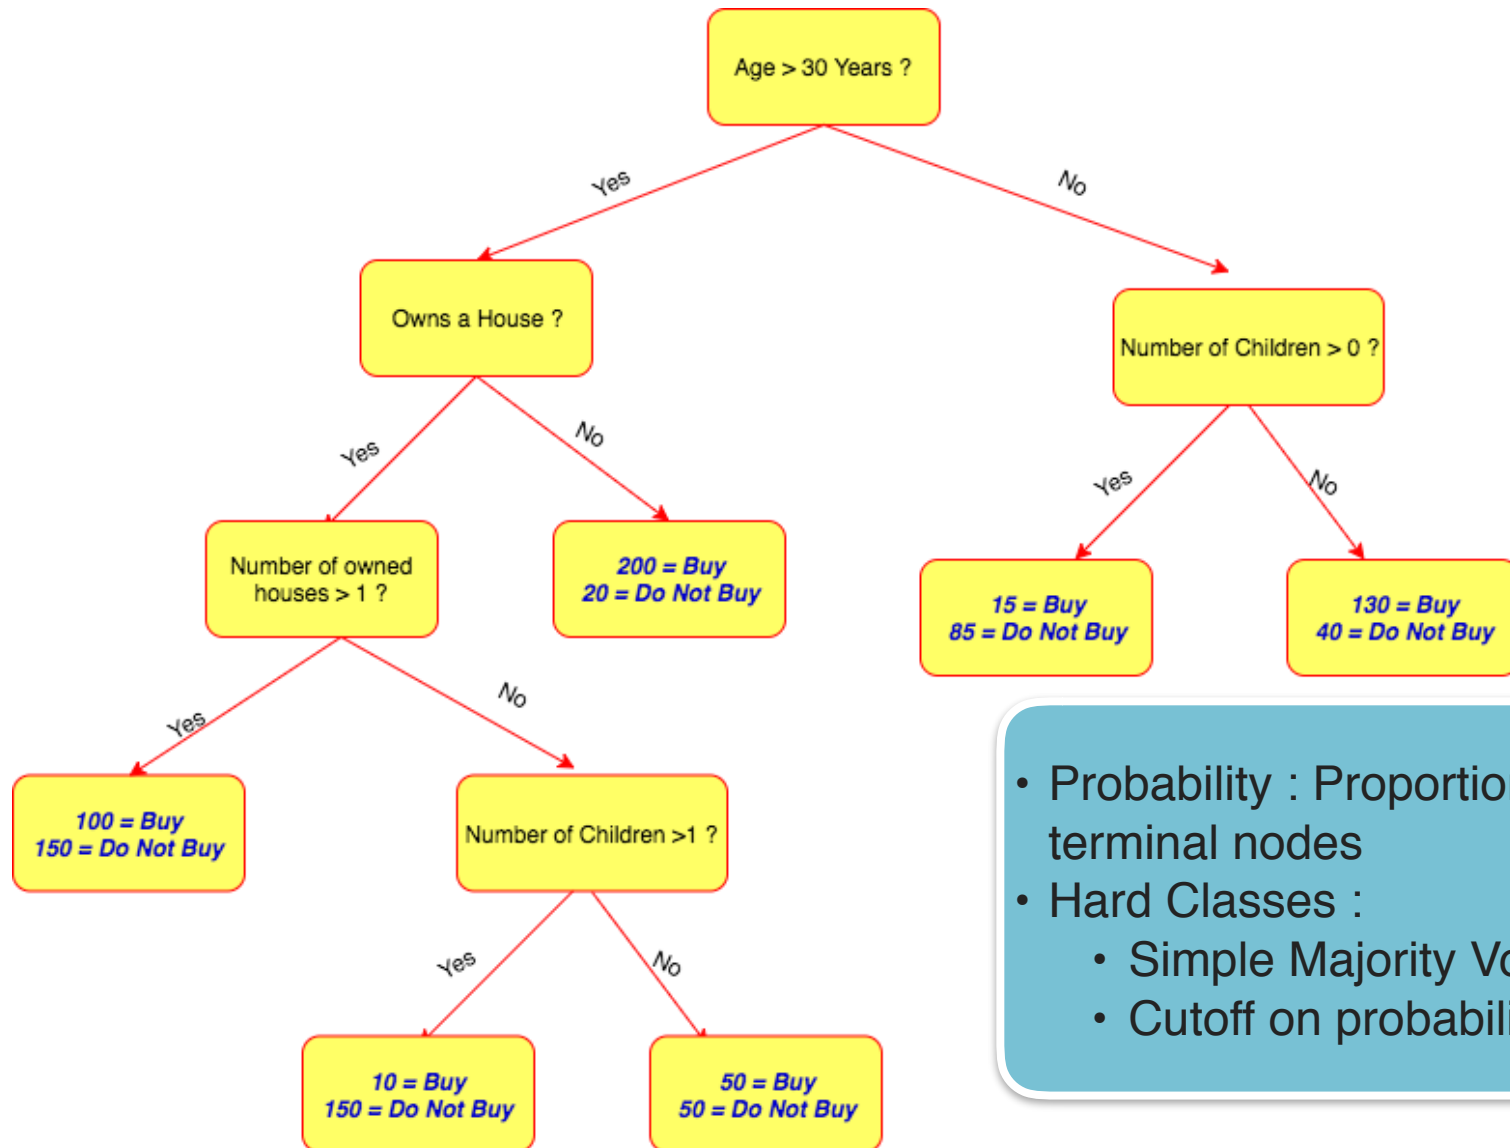 Age > 30 Years ?
Yes
No
Owns a House ?
Number of Children > 0 ?
Yes
No
Yes
No
Number of owned
houses > 1 ?
200 = Buy
20 = Do Not Buy
15 = Buy
85 = Do Not Buy
130 = Buy
40 = Do Not Buy
Yes
No
100 = Buy
150 = Do Not Buy
Number of Children >1 ?
• Probability : Proportio
terminal nodes
• Hard Classes :
• Simple Majority Vo
• Cutoff on probabili
Yes
No
10 = Buy
150 = Do Not Buy
50 = Buy
50 = Do Not Buy